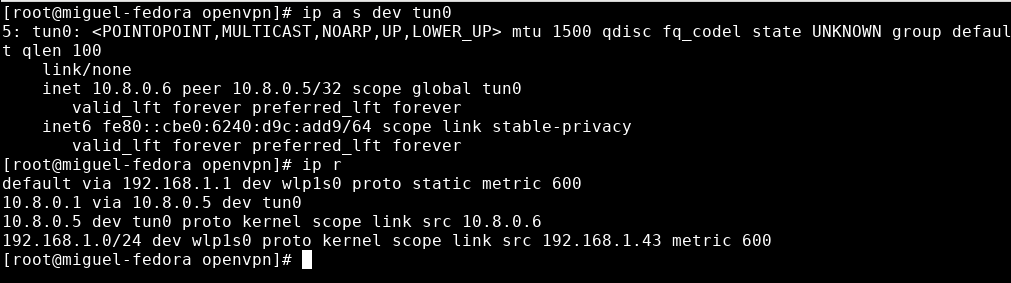 [root@miguel-fedora openvpn]# ip a s dev tun0
5: tun0: <POINTOPOINT,MULTICAST,NOARP,UP,LOWER_UP> mtu 1500 qdisc fq_codel state UNKNOWN group defaul
t qlen 100
    link/none
    inet 10.8.0.6 peer 10.8.0.5/32 scope global tun0
       valid_lft forever preferred_lft forever
    inet6 fe80::cbe0:6240:d9c:add9/64 scope link stable-privacy
       valid_lft forever preferred_lft forever
[root@miguel-fedora openvpn]# ip r
default via 192.168.1.1 dev wlp1s0 proto static metric 600
10.8.0.1 via 10.8.0.5 dev tun0
10.8.0.5 dev tun0 proto kernel scope link src 10.8.0.6
192.168.1.0/24 dev wlp1s0 proto kernel scope link src 192.168.1.43 metric 600
[root@miguel-fedora openvpn]#